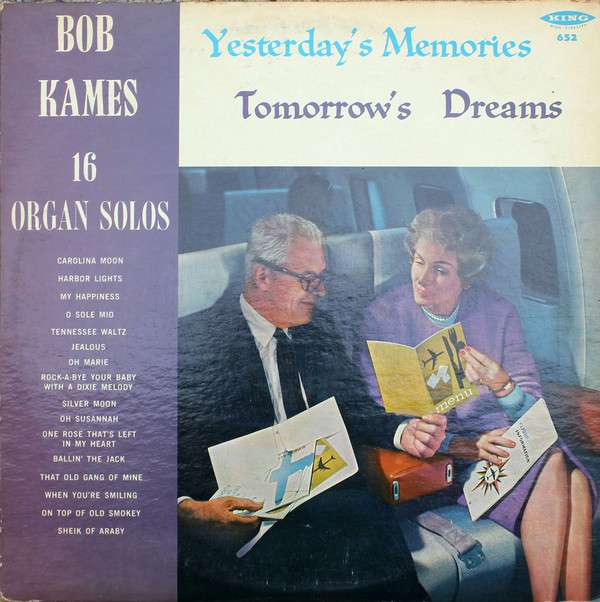 BOB
KAMES
16
ORGAN SOLOS
CAROLINA MOON
HARBOR LIGHTS
MY HAPPINESS
O SOLE MIO
TENNESSEE WALTZ
JEALOUS
OH MARIE
ROCK-A-BYE YOUR BABY
WITH A DIXIE MELODY
SILVER MOON
OH SUSANNAH
ONE ROSE THAT'S LEFT
IN MY HEART
BALLIN' THE JACK
THAT OLD GANG OF MINE
WHEN YOU'RE SMILING
ON TOP OF OLD SMOKEY
SHEIK OF ARABY
Yesterday's Memories
Tomorrow's Dreams
KING
652
menu
INFORMATION